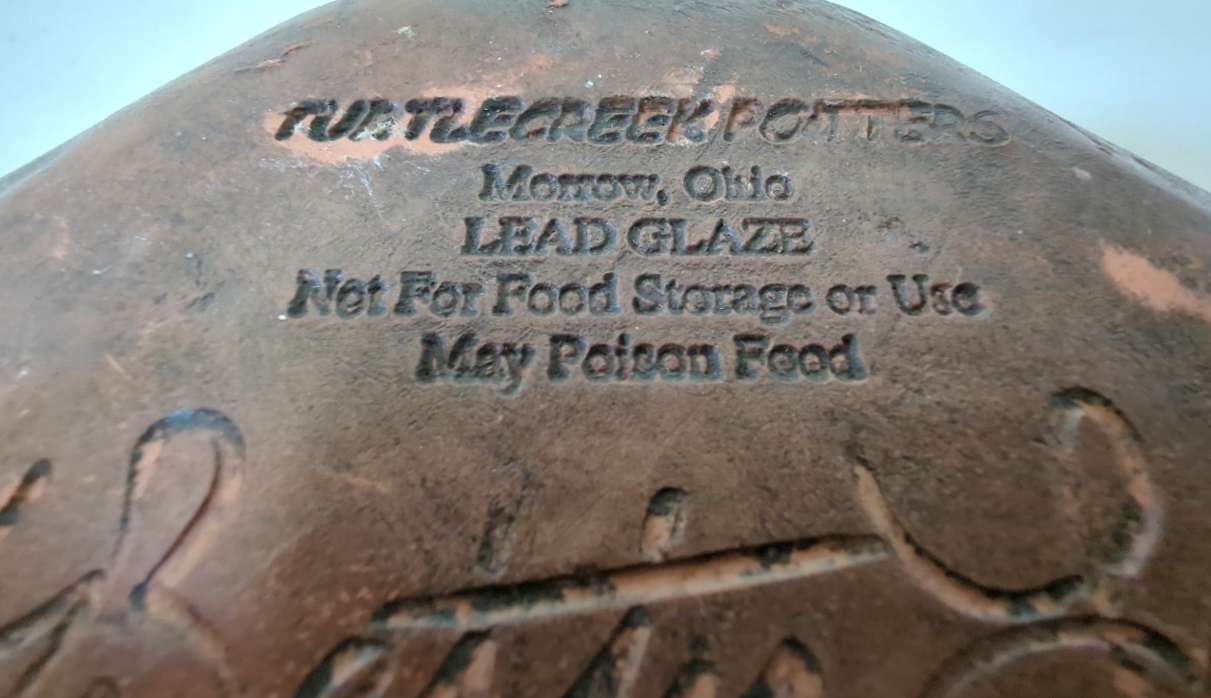 TURTLECREEK POTTERS
Morrow, Ohio
LEAD GLAZE
Not For Food Storage or Use
May Poison Food